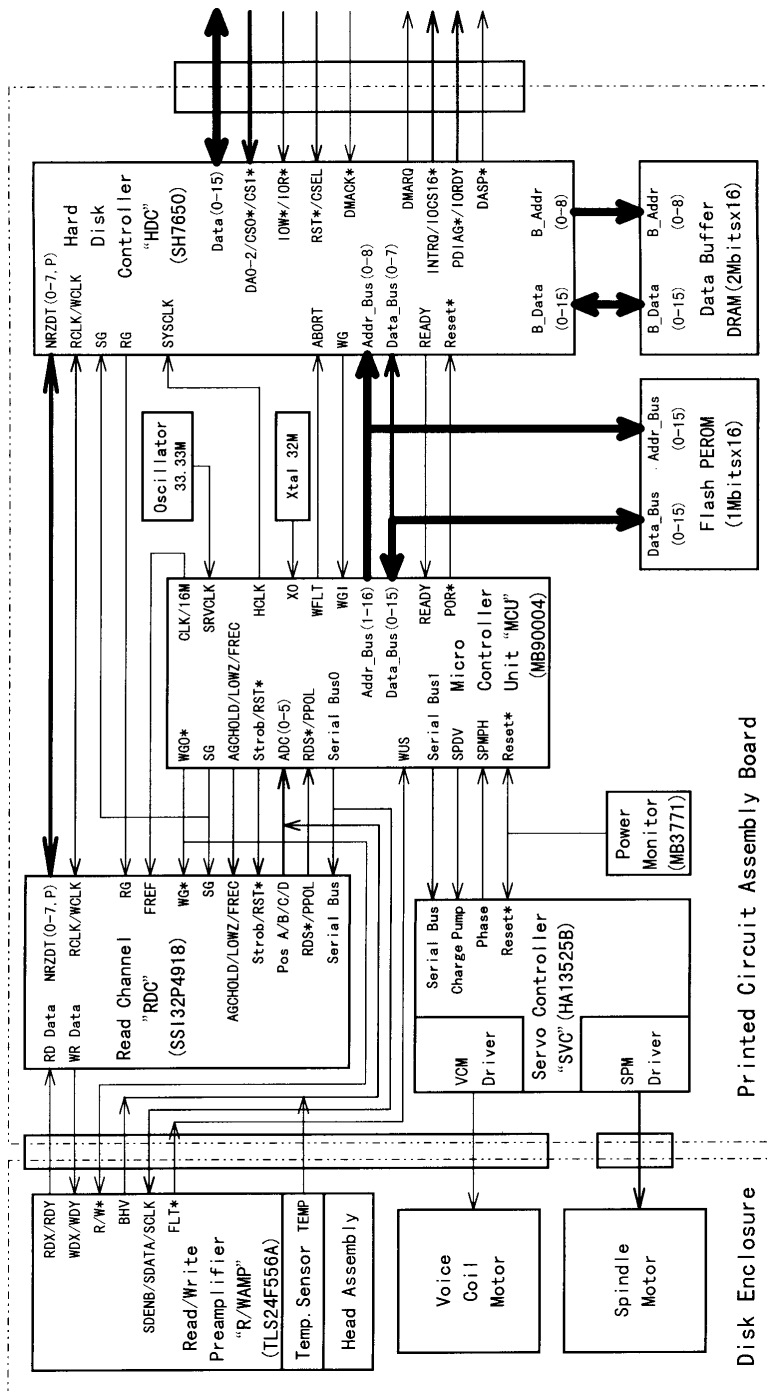 Disk Enclosure
Printed Circuit Assembly Board
RDX/RDY
WDX/WDY
R/W*
BHV
SDENB/SDATA/SCLK
FLT*
Read/Write
Preamplifier
"R/WAMP"
(TLS24F556A)
Temp. Sensor TEMP
Head Assembly
Voice
Coil
Motor
Spindle
Motor
RD Data
WR Data
NRZDT(0-7,P)
RCLK/WCLK
Read Channel
"RDC"
(SSI32P4918)
RG
FREF
WG*
SG
AGCHOLD/LOWZ/FREC
Strob/RST*
Pos A/B/C/D
RDS*/PPOL
Serial Bus
VCM
Driver
SPM
Driver
Servo Controller
"SVC"(HA13525B)
Serial Bus
Charge Pump
Phase
Reset*
Power
Monitor
(MB3771)
WGO*
SG
AGCHOLD/LOWZ/FREC
Strob/RST*
ADC(0-5)
RDS*/PPOL
Serial Bus0
WUS
Serial Bus1
SPDV
SPMPH
Reset*
CLK/16M
SRVCLK
HCLK
XO
WFLT
WGI
Addr_Bus(1-16)
Data_Bus(0-15)
READY
POR*
Micro
Controller
Unit "MCU"
(MB90004)
Oscillator
33.33M
Xtal 32M
NRZDT(0-7,P)
RCLK/WCLK
SG
RG
SYSCLK
ABORT
WG
Addr_Bus(0-8)
Data_Bus(0-7)
READY
Reset*
Hard
Disk
Controller
"HDC"
(SH7650)
Data(0-15)
DA0-2/CS0*/CS1*
IOW*/IOR*
RST*/CSEL
DMACK*
DMARQ
INTRQ/IOCS16*
PDIAG*/IORDY
DASP*
B_Data
(0-15)
B_Addr
(0-8)
B_Data
(0-15)
B_Addr
(0-8)
Data Buffer
DRAM(2Mbitsx16)
Data_Bus
(0-15)
Addr_Bus
(0-15)
Flash PEROM
(1Mbitsx16)